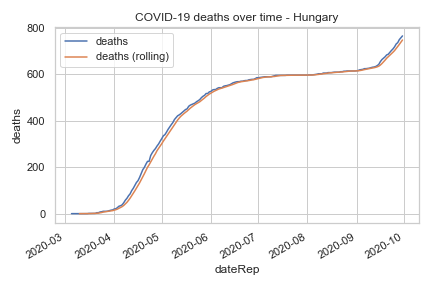 COVID-19 deaths over time - Hungary
800
600
400
200
0
deaths
deaths
deaths (rolling)
2020-03
2020-04
2020-05
2020-06
2020-07
2020-08
2020-09
2020-10
dateRep